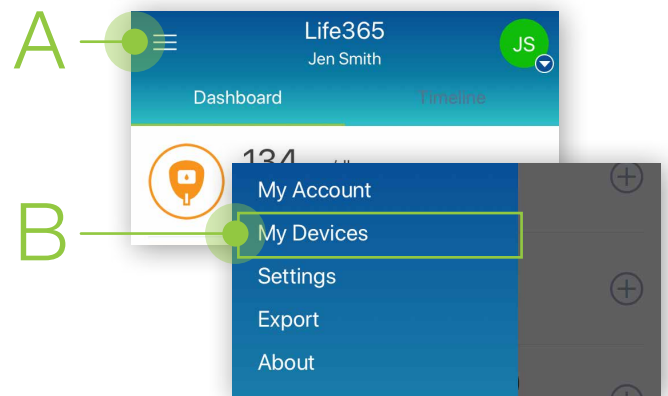 A
Life365
Jen Smith
JS
Dashboard
Timeline
134
B
My Account
My Devices
Settings
Export
About